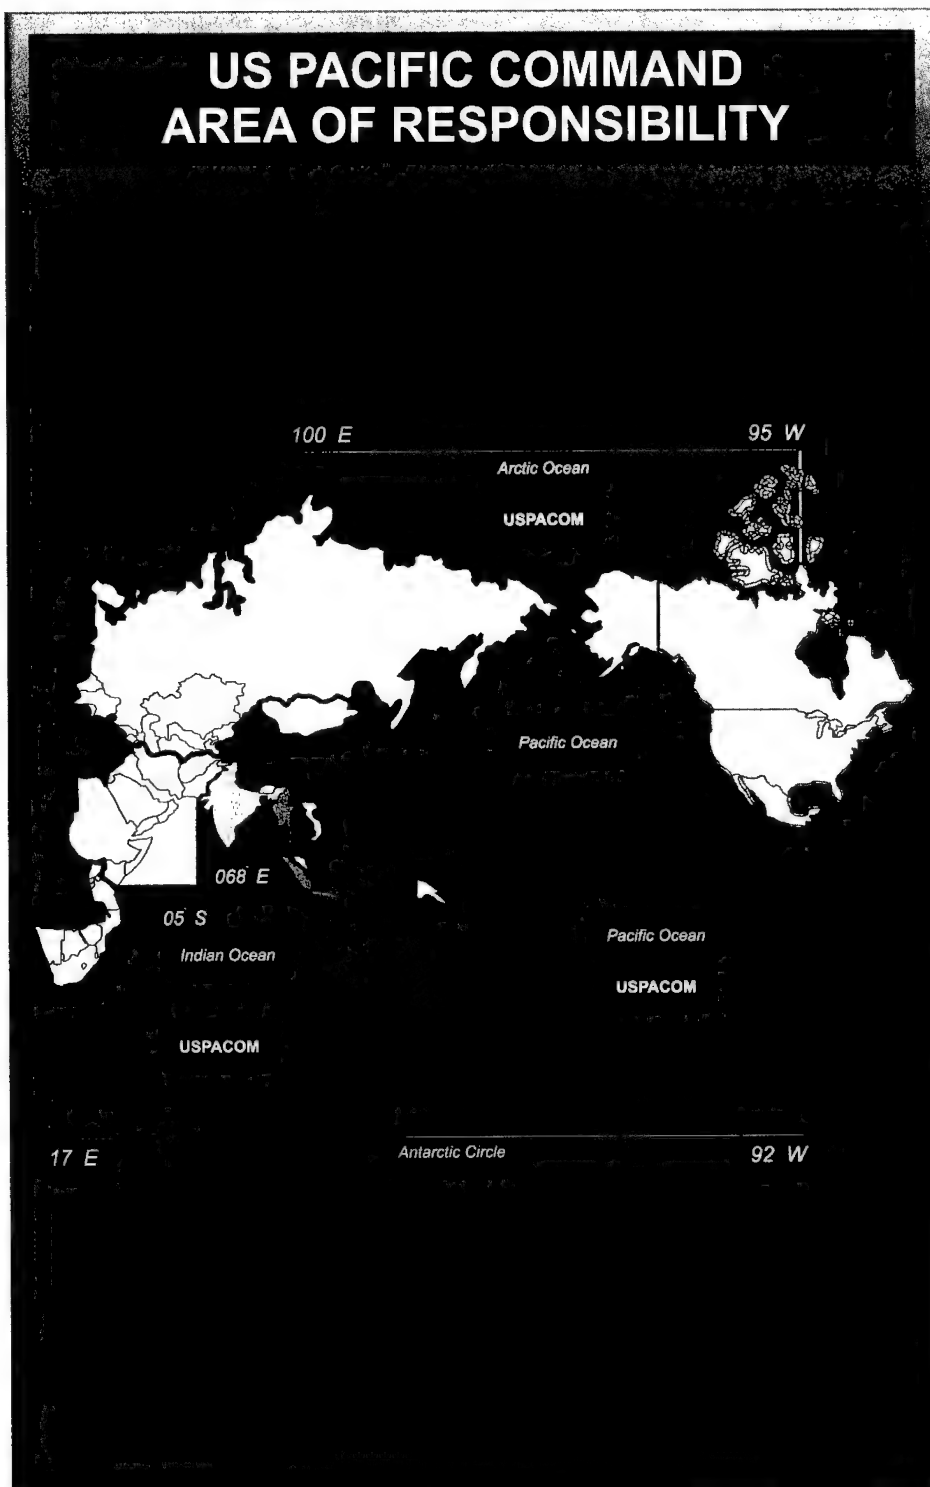 US PACIFIC COMMAND
AREA OF RESPONSIBILITY
100 E
95 W
Arctic Ocean
USPACOM
Pacific Ocean
068 E
05 S
Indian Ocean
Pacific Ocean
USPACOM
USPACOM
17 E
Antarctic Circle
92 W